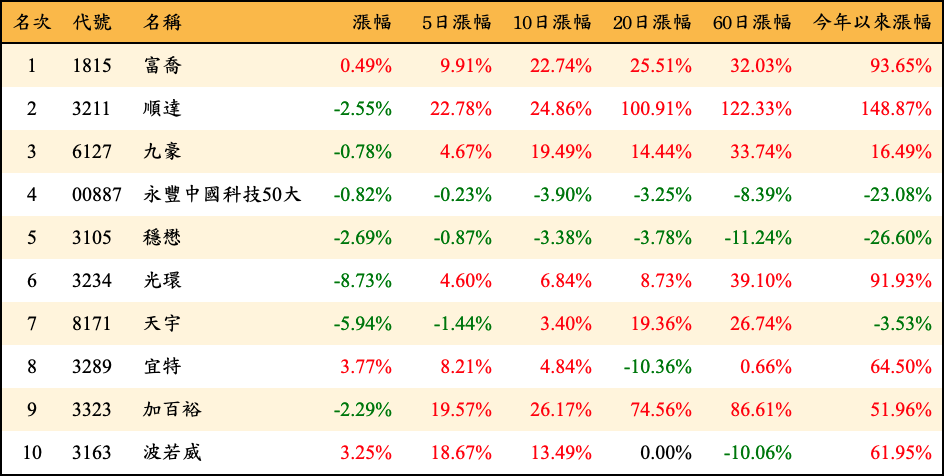 名次 代號 名稱 漲幅 5日漲幅 10日漲幅 20日漲幅 60日漲幅 今年以來漲幅
1 1815 富喬 0.49% 9.91% 22.74% 25.51% 32.03% 93.65%
2 3211 順達 -2.55% 22.78% 24.86% 100.91% 122.33% 148.87%
3 6127 九豪 -0.78% 4.67% 19.49% 14.44% 33.74% 16.49%
4 00887 永豐中國科技50大 -0.82% -0.23% -3.90% -3.25% -8.39% -23.08%
5 3105 穩懋 -2.69% -0.87% -3.38% -3.78% -11.24% -26.60%
6 3234 光環 -8.73% 4.60% 6.84% 8.73% 39.10% 91.93%
7 8171 天宇 -5.94% -1.44% 3.40% 19.36% 26.74% -3.53%
8 3289 宜特 3.77% 8.21% 4.84% -10.36% 0.66% 64.50%
9 3323 加百裕 -2.29% 19.57% 26.17% 74.56% 86.61% 51.96%
10 3163 波若威 3.25% 18.67% 13.49% 0.00% -10.06% 61.95%